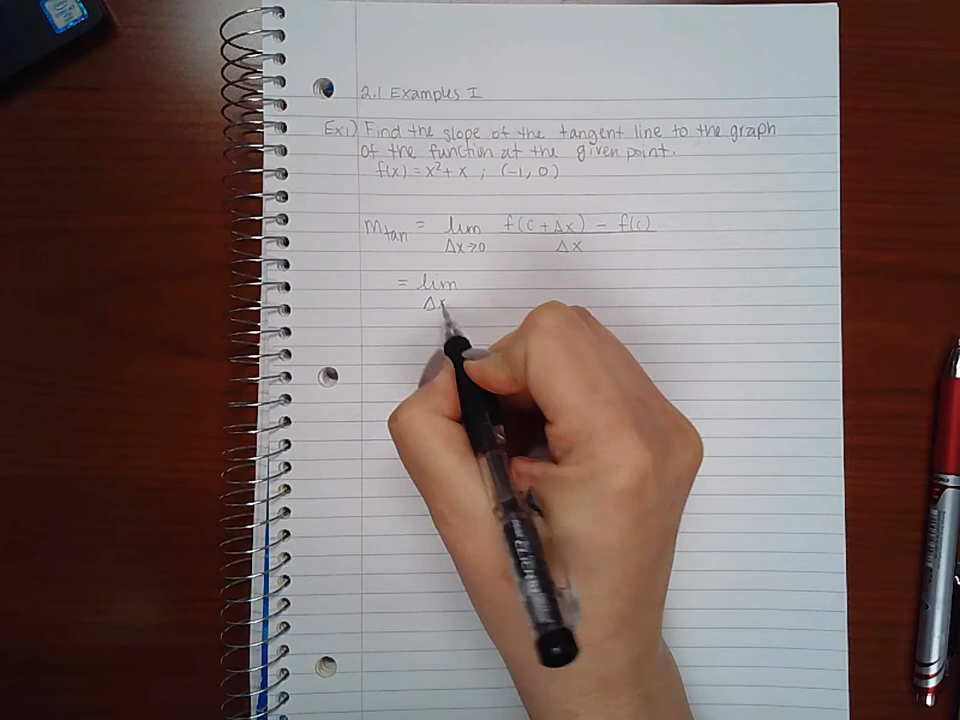 2.1 Examples I
Ex1) Find the slope of the tangent line to the graph
of the function at the given point.
f(x) = x² + x ; (-1, 0)
m_tan = lim Δx→0 f(c + Δx) - f(c) / Δx
= lim
Δx